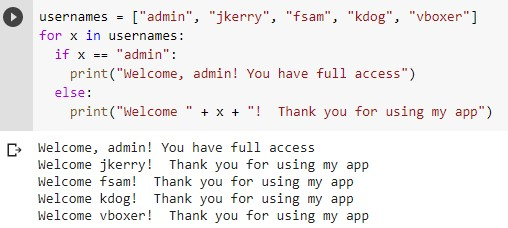 usernames = ["admin", "jkerry", "fsam", "kdog", "vboxer"]
for x in usernames:
  if x == "admin":
    print("Welcome, admin! You have full access")
  else:
    print("Welcome " + x + "!  Thank you for using my app")
Welcome, admin! You have full access
Welcome jkerry!  Thank you for using my app
Welcome fsam!  Thank you for using my app
Welcome kdog!  Thank you for using my app
Welcome vboxer!  Thank you for using my app